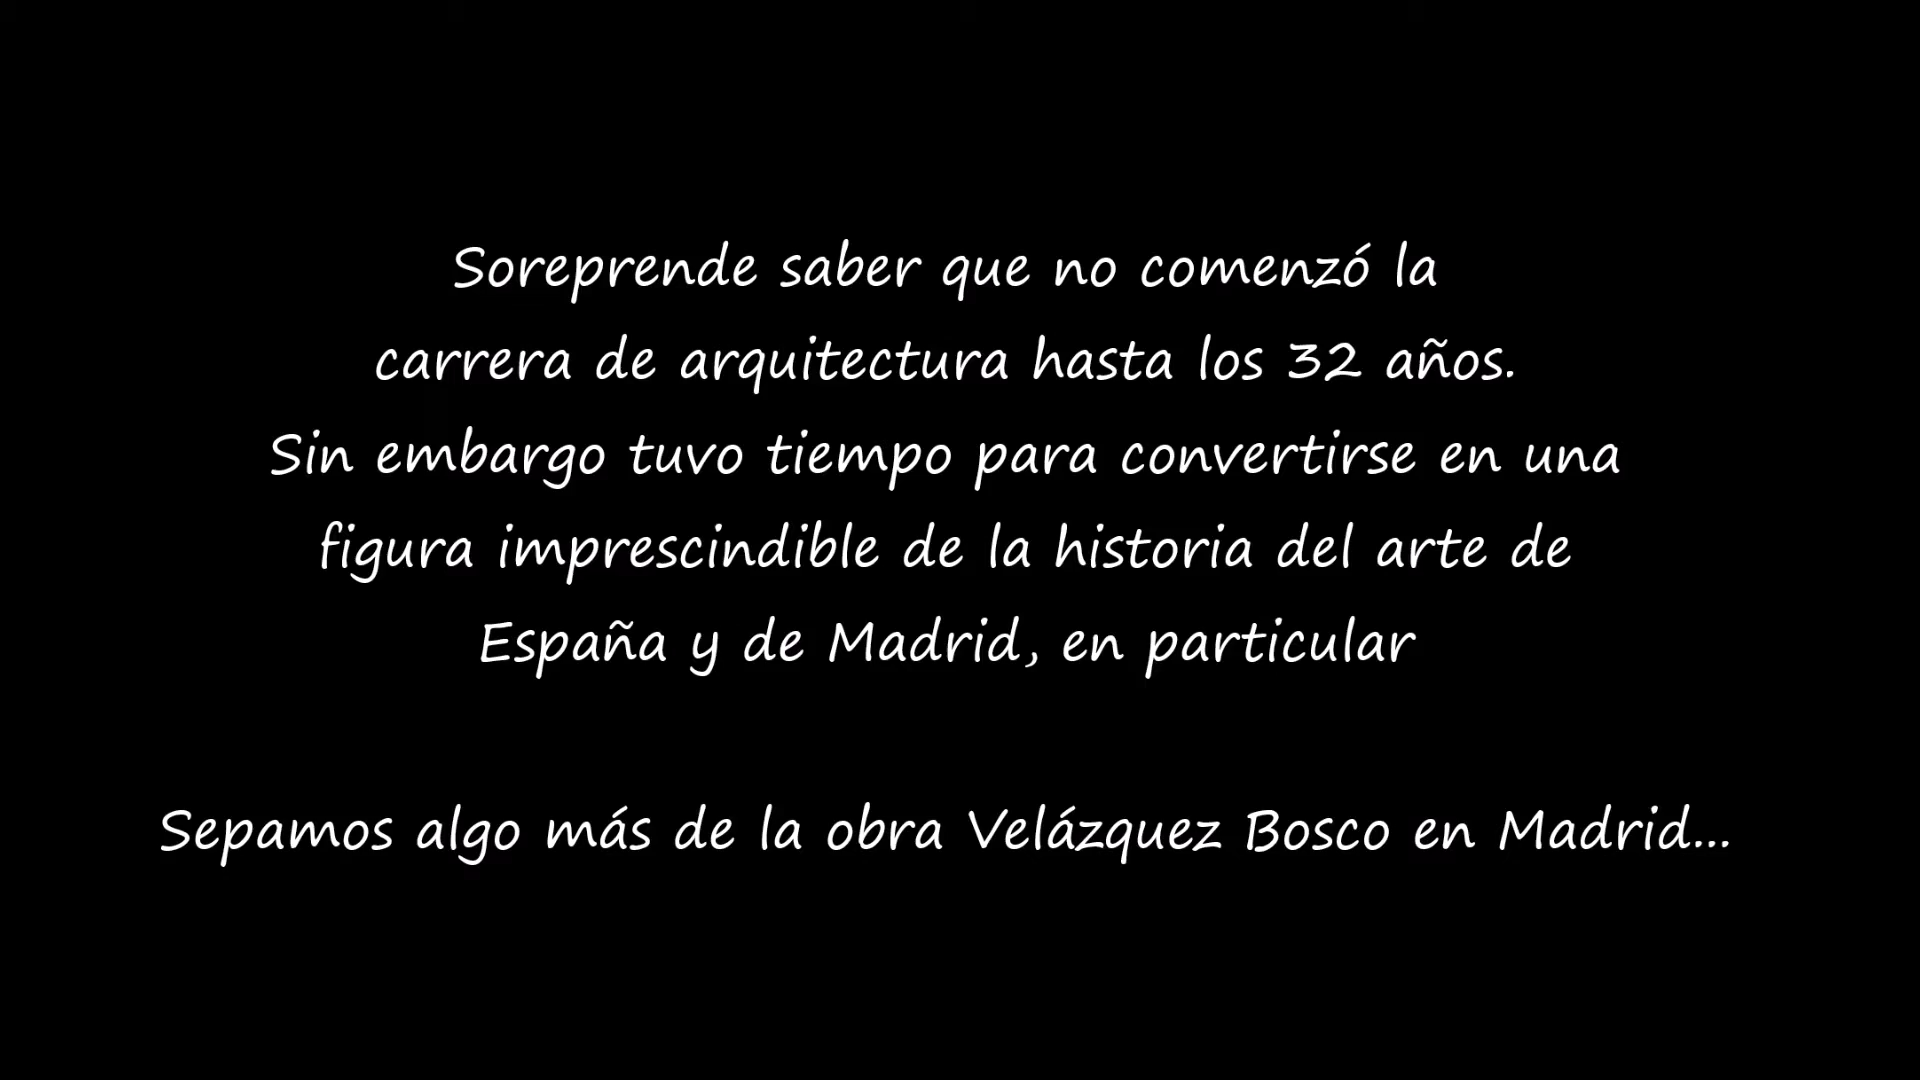 Soreprende saber que no comenzó la
carrera de arquitectura hasta los 32 años.
Sin embargo tuvo tiempo para convertirse en una
figura imprescindible de la historia del arte de
España y de Madrid, en particular
Sepamos algo más de la obra Velázquez Bosco en Madrid...